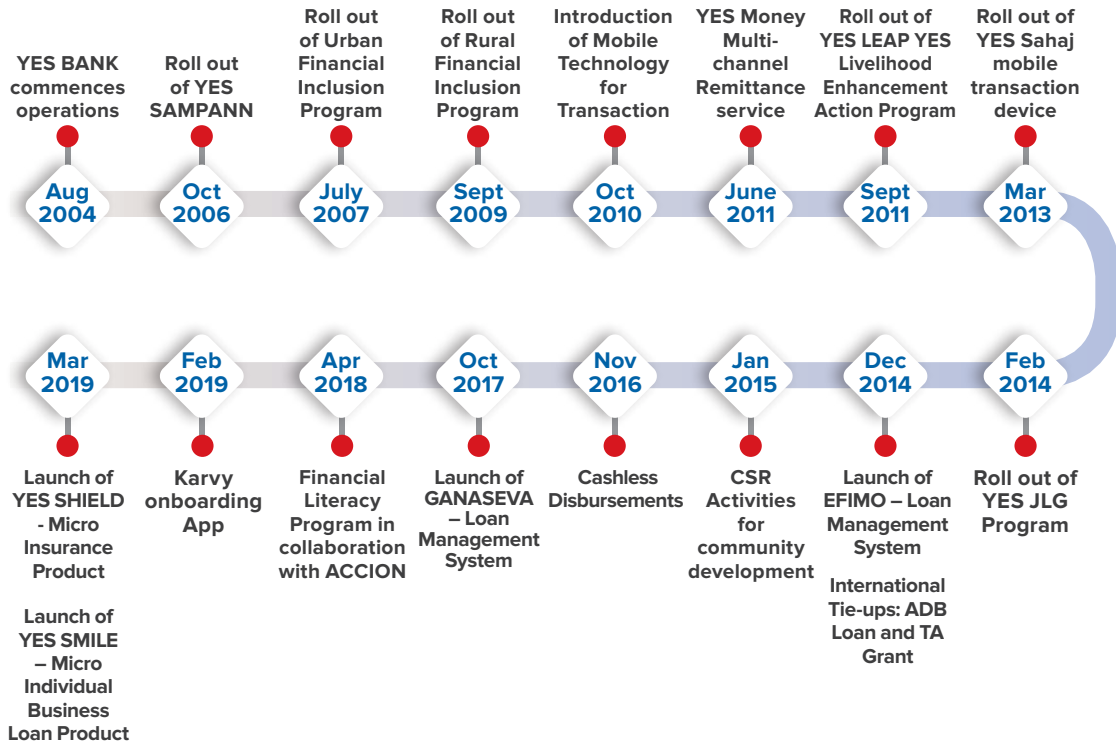 YES BANK
commences
operations
Aug
2004
Roll out
of YES
SAMPANN
Oct
2006
Roll out
of Urban
Financial
Inclusion
Program
July
2007
Roll out
of Rural
Financial
Inclusion
Program
Sept
2009
Introduction
of Mobile
Technology
for
Transaction
Oct
2010
YES Money
Multi-
channel
Remittance
service
June
2011
Roll out of
YES LEAP YES
Livelihood
Enhancement
Action Program
Sept
2011
Roll out of
YES Sahaj
mobile
transaction
device
Mar
2013
Feb
2014
Roll out of
YES JLG
Program
Dec
2014
Launch of
EFIMO – Loan
Management
System
International
Tie-ups: ADB
Loan and TA
Grant
Jan
2015
CSR
Activities
for
community
development
Nov
2016
Cashless
Disbursements
Oct
2017
Launch of
GANASEVA
– Loan
Management
System
Apr
2018
Financial
Literacy
Program in
collaboration
with ACCION
Feb
2019
Karvy
onboarding
App
Mar
2019
Launch of
YES SHIELD
- Micro
Insurance
Product
Launch of
YES SMILE
– Micro
Individual
Business
Loan Product